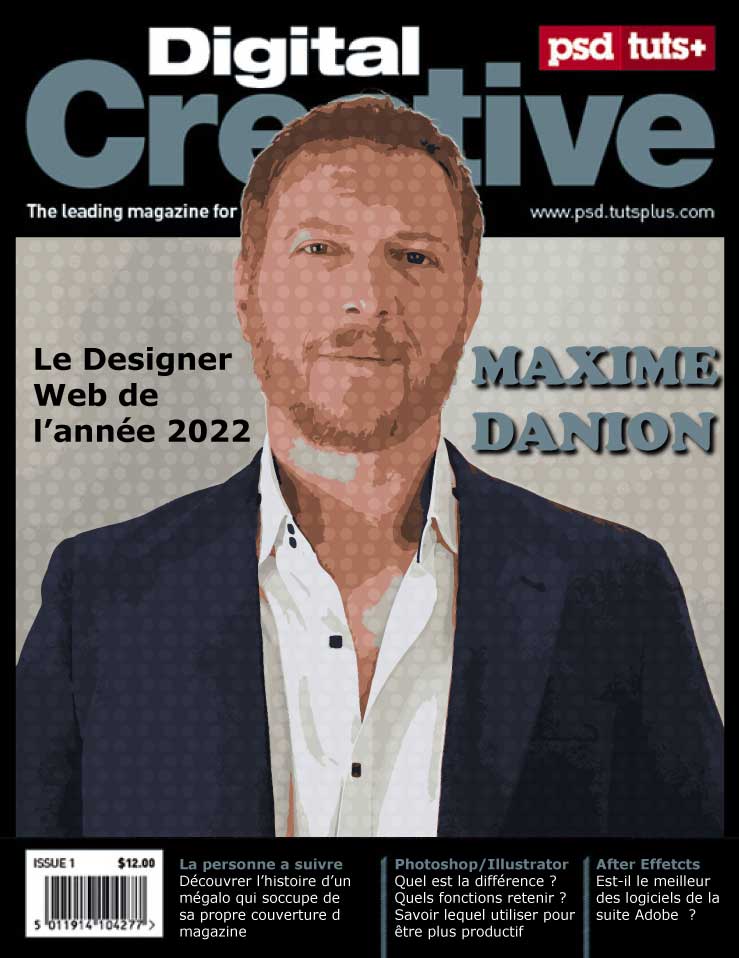 Digital
psd tuts+
Creative
The leading magazine for
www.psd.tutsplus.com
Le Designer
Web de
l’année 2022
MAXIME
DANION
ISSUE 1 $12.00
5 011914 104277 >
La personne a suivre
Découvrer l’histoire d’un
mégalo qui soccupe de
sa propre couverture d
magazine
Photoshop/Illustrator
Quel est la différence ?
Quels fonctions retenir ?
Savoir lequel utiliser pour
être plus productif
After Effetcts
Est-il le meilleur
des logiciels de la
suite Adobe  ?